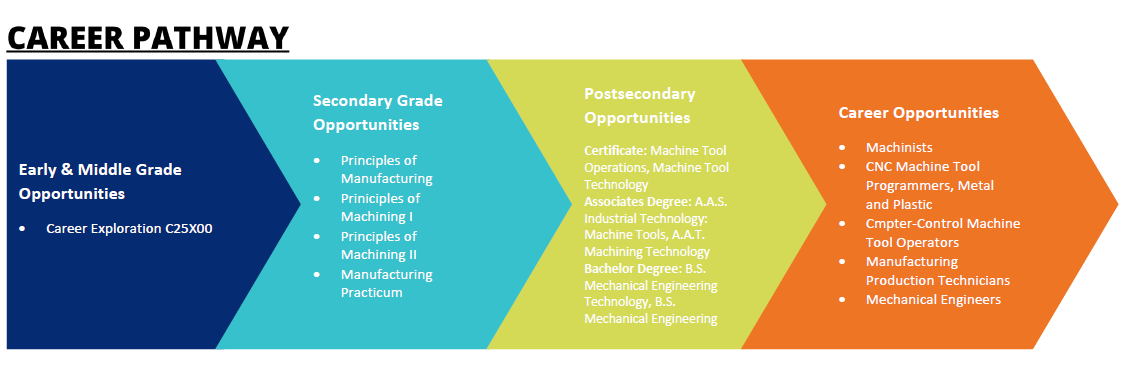 CAREER PATHWAY
Early & Middle Grade
Opportunities
• Career Exploration C25X00
Secondary Grade
Opportunities
• Principles of
Manufacturing
• Priniciples of
Machining I
• Principles of
Machining II
• Manufacturing
Practicum
Postsecondary
Opportunities
Certificate: Machine Tool
Operations, Machine Tool
Technology
Associates Degree: A.A.S.
Industrial Technology:
Machine Tools, A.A.T.
Machining Technology
Bachelor Degree: B.S.
Mechanical Engineering
Technology, B.S.
Mechanical Engineering
Career Opportunities
• Machinists
• CNC Machine Tool
Programmers, Metal
and Plastic
• Cmpter-Control Machine
Tool Operators
• Manufacturing
Production Technicians
• Mechanical Engineers